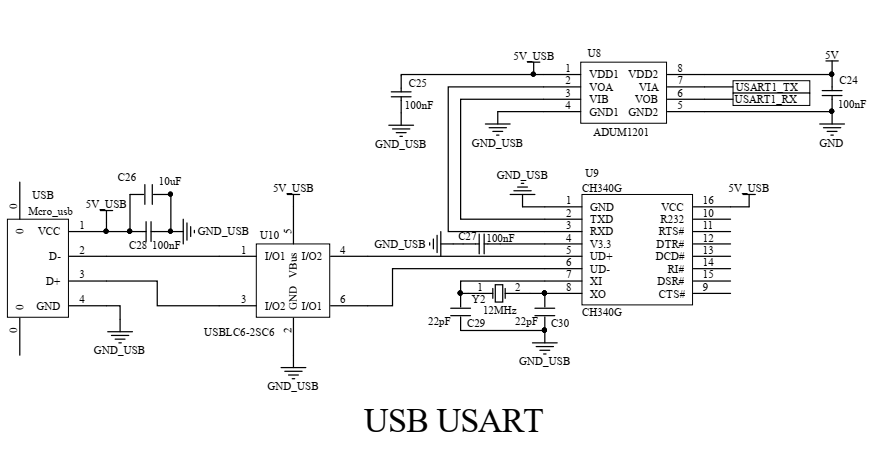 U8
5V_USB
5V
1 VDD1 VDD2 8
2 VOA VIA 7 USART1_TX
3 VIB VOB 6 USART1_RX
4 GND1 GND2 5
ADUM1201
C25
100nF
GND_USB
GND_USB
C24
100nF
GND
U9
CH340G
GND_USB
5V_USB
1 GND VCC 16
2 TXD R232 10
3 RXD RTS# 11
4 V3.3 DTR# 12
5 UD+ DCD# 13
6 UD- RI# 14
7 XI DSR# 15
8 XO CTS# 9
CH340G
GND_USB C27 100nF
1 Y2 2
12MHz
22pF C29 22pF C30
GND_USB
0
USB
Mcro_usb
0 VCC 1
D- 2
D+ 3
0 GND 4
0
5V_USB
C26 10uF
C28 100nF
GND_USB
GND_USB
U10
5V_USB
5
1 I/O1 VBus I/O2 4
3 I/O2 GND I/O1 6
USBLC6-2SC6
2
GND_USB
USB USART